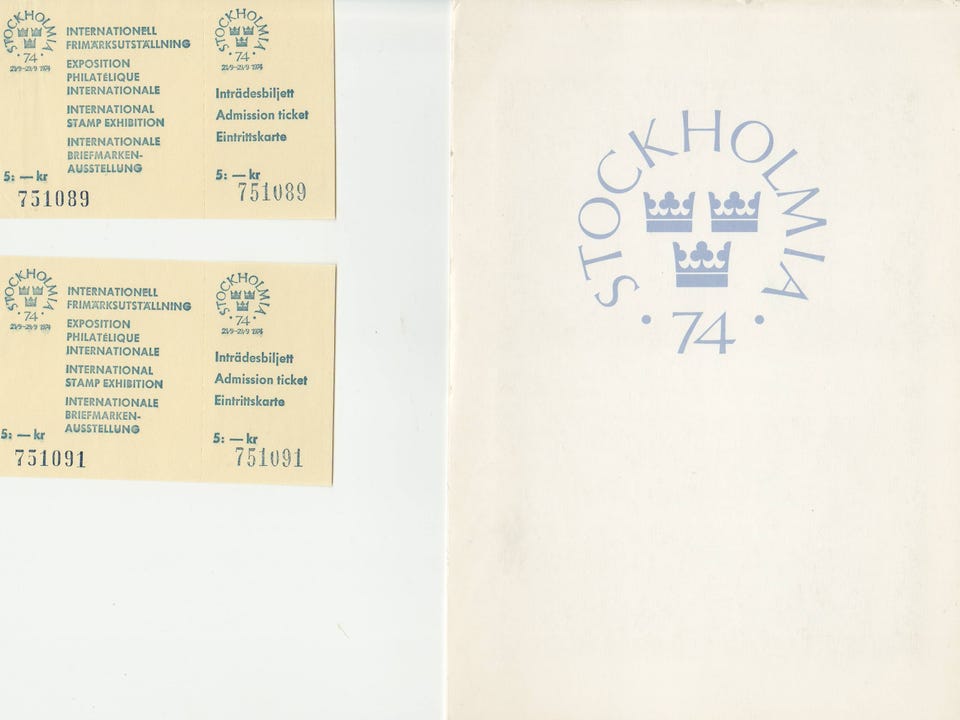 STOCKHOLMIA
74
21/9–29/9 1974
INTERNATIONELL
FRIMÄRKSUTSTÄLLNING
EXPOSITION
PHILATÉLIQUE
INTERNATIONALE
INTERNATIONAL
STAMP EXHIBITION
INTERNATIONALE
BRIEFMARKEN-
AUSSTELLUNG
5: — kr
751089
STOCKHOLMIA
74
21/9–29/9 1974
Inträdesbiljett
Admission ticket
Eintrittskarte
5: — kr
751089
STOCKHOLMIA
74
21/9–29/9 1974
INTERNATIONELL
FRIMÄRKSUTSTÄLLNING
EXPOSITION
PHILATÉLIQUE
INTERNATIONALE
INTERNATIONAL
STAMP EXHIBITION
INTERNATIONALE
BRIEFMARKEN-
AUSSTELLUNG
5: — kr
751091
STOCKHOLMIA
74
21/9–29/9 1974
Inträdesbiljett
Admission ticket
Eintrittskarte
5: — kr
751091
STOCKHOLMIA
• 74 •